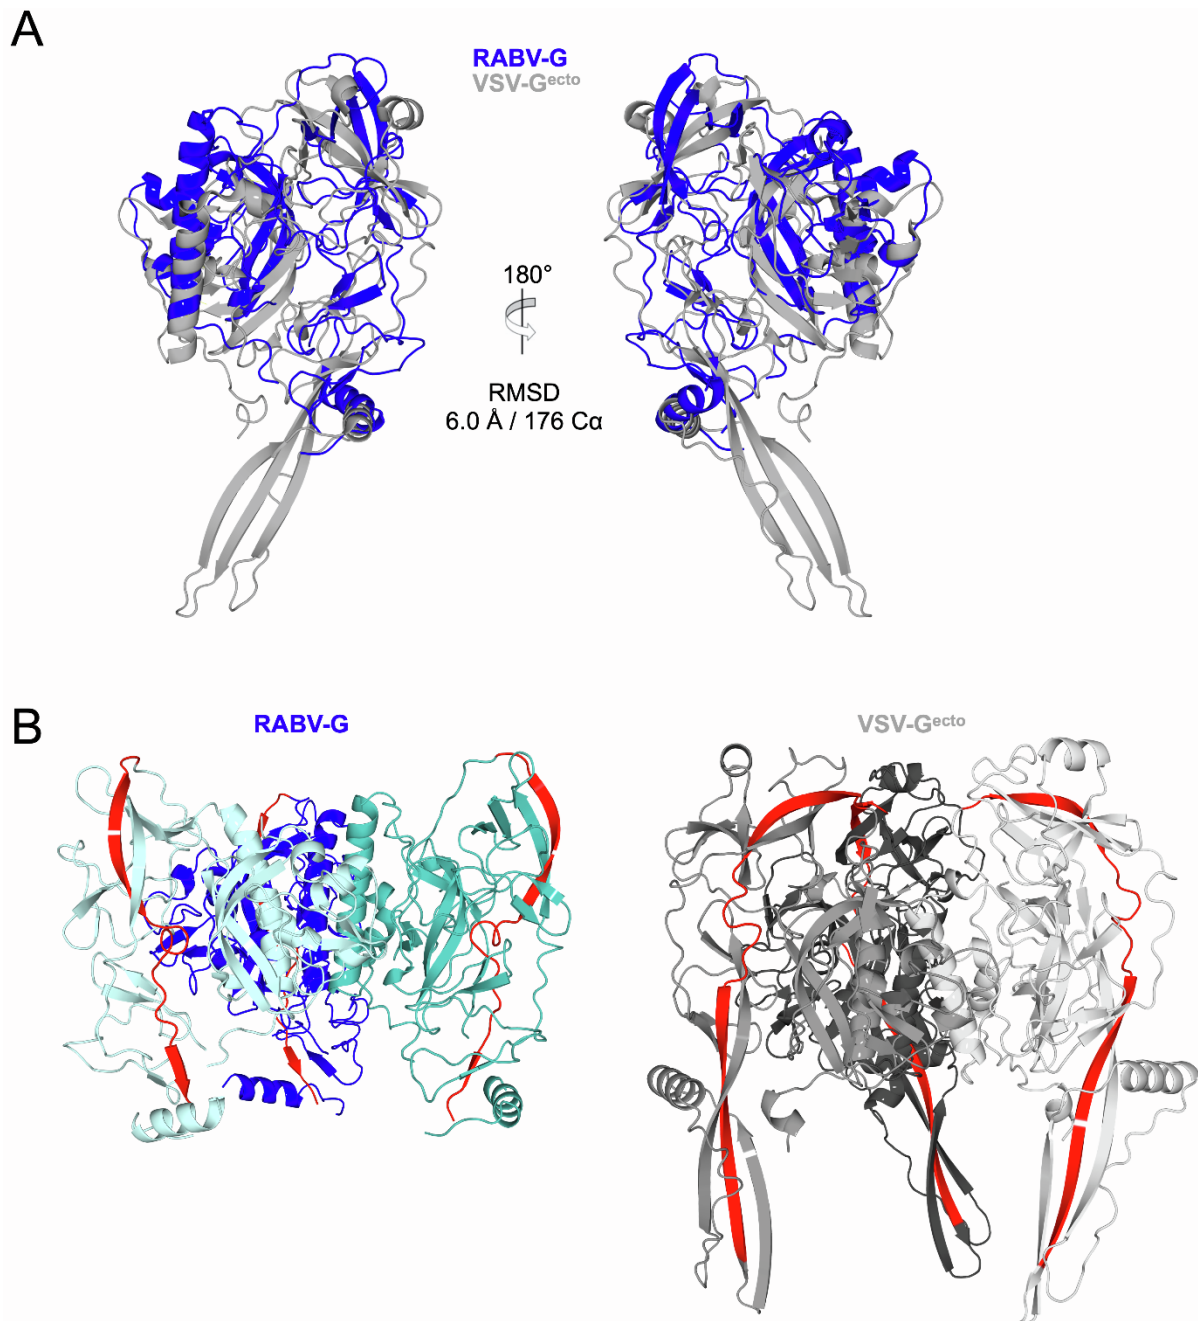 A
RABV-G
VSV-Gᵉᶜᵗᵒ
180°
RMSD
6.0 Å / 176 Cα
B
RABV-G
VSV-Gᵉᶜᵗᵒ